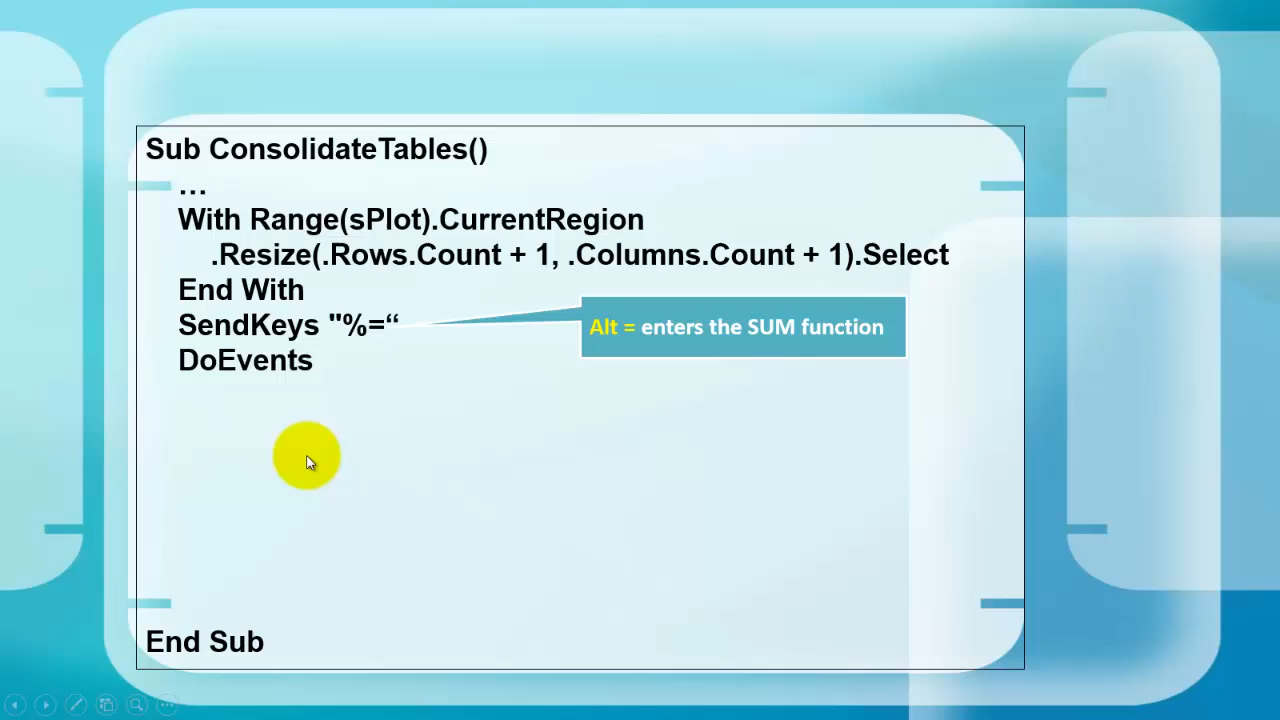 Sub ConsolidateTables()
…
With Range(sPlot).CurrentRegion
.Resize(.Rows.Count + 1, .Columns.Count + 1).Select
End With
SendKeys "%=“
Alt = enters the SUM function
DoEvents
End Sub